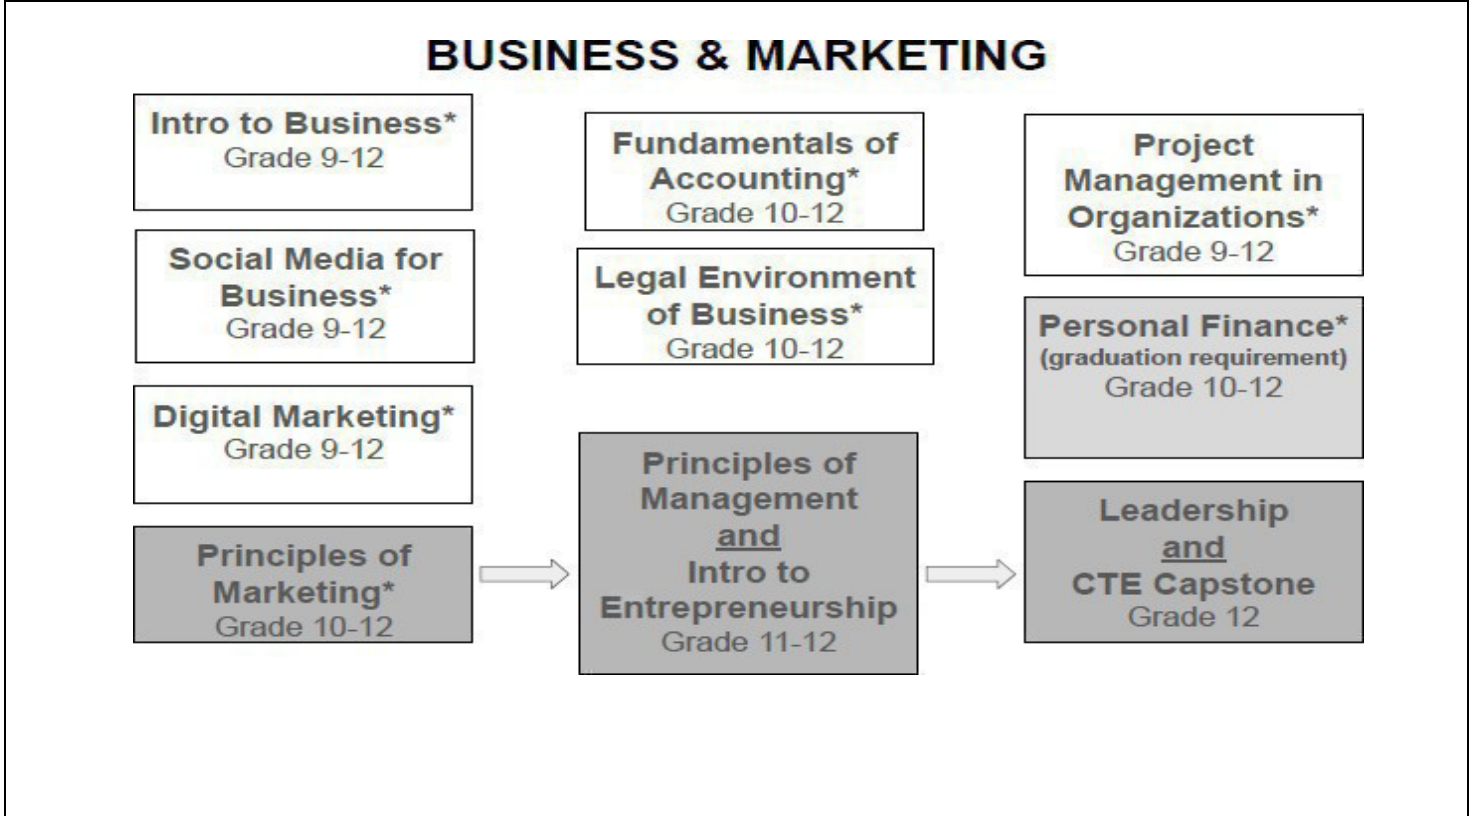 BUSINESS & MARKETING
Intro to Business*
Grade 9-12
Social Media for
Business*
Grade 9-12
Digital Marketing*
Grade 9-12
Principles of
Marketing*
Grade 10-12
Fundamentals of
Accounting*
Grade 10-12
Legal Environment
of Business*
Grade 10-12
Principles of
Management
and
Intro to
Entrepreneurship
Grade 11-12
Project
Management in
Organizations*
Grade 9-12
Personal Finance*
(graduation requirement)
Grade 10-12
Leadership
and
CTE Capstone
Grade 12